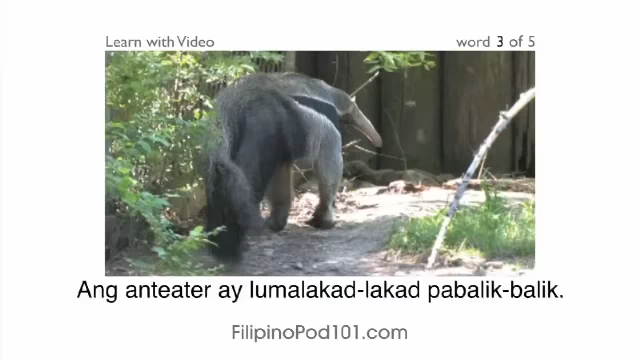 Learn with Video
word 3 of 5
Ang anteater ay lumalakad-lakad pabalik-balik.
FilipinoPod101.com